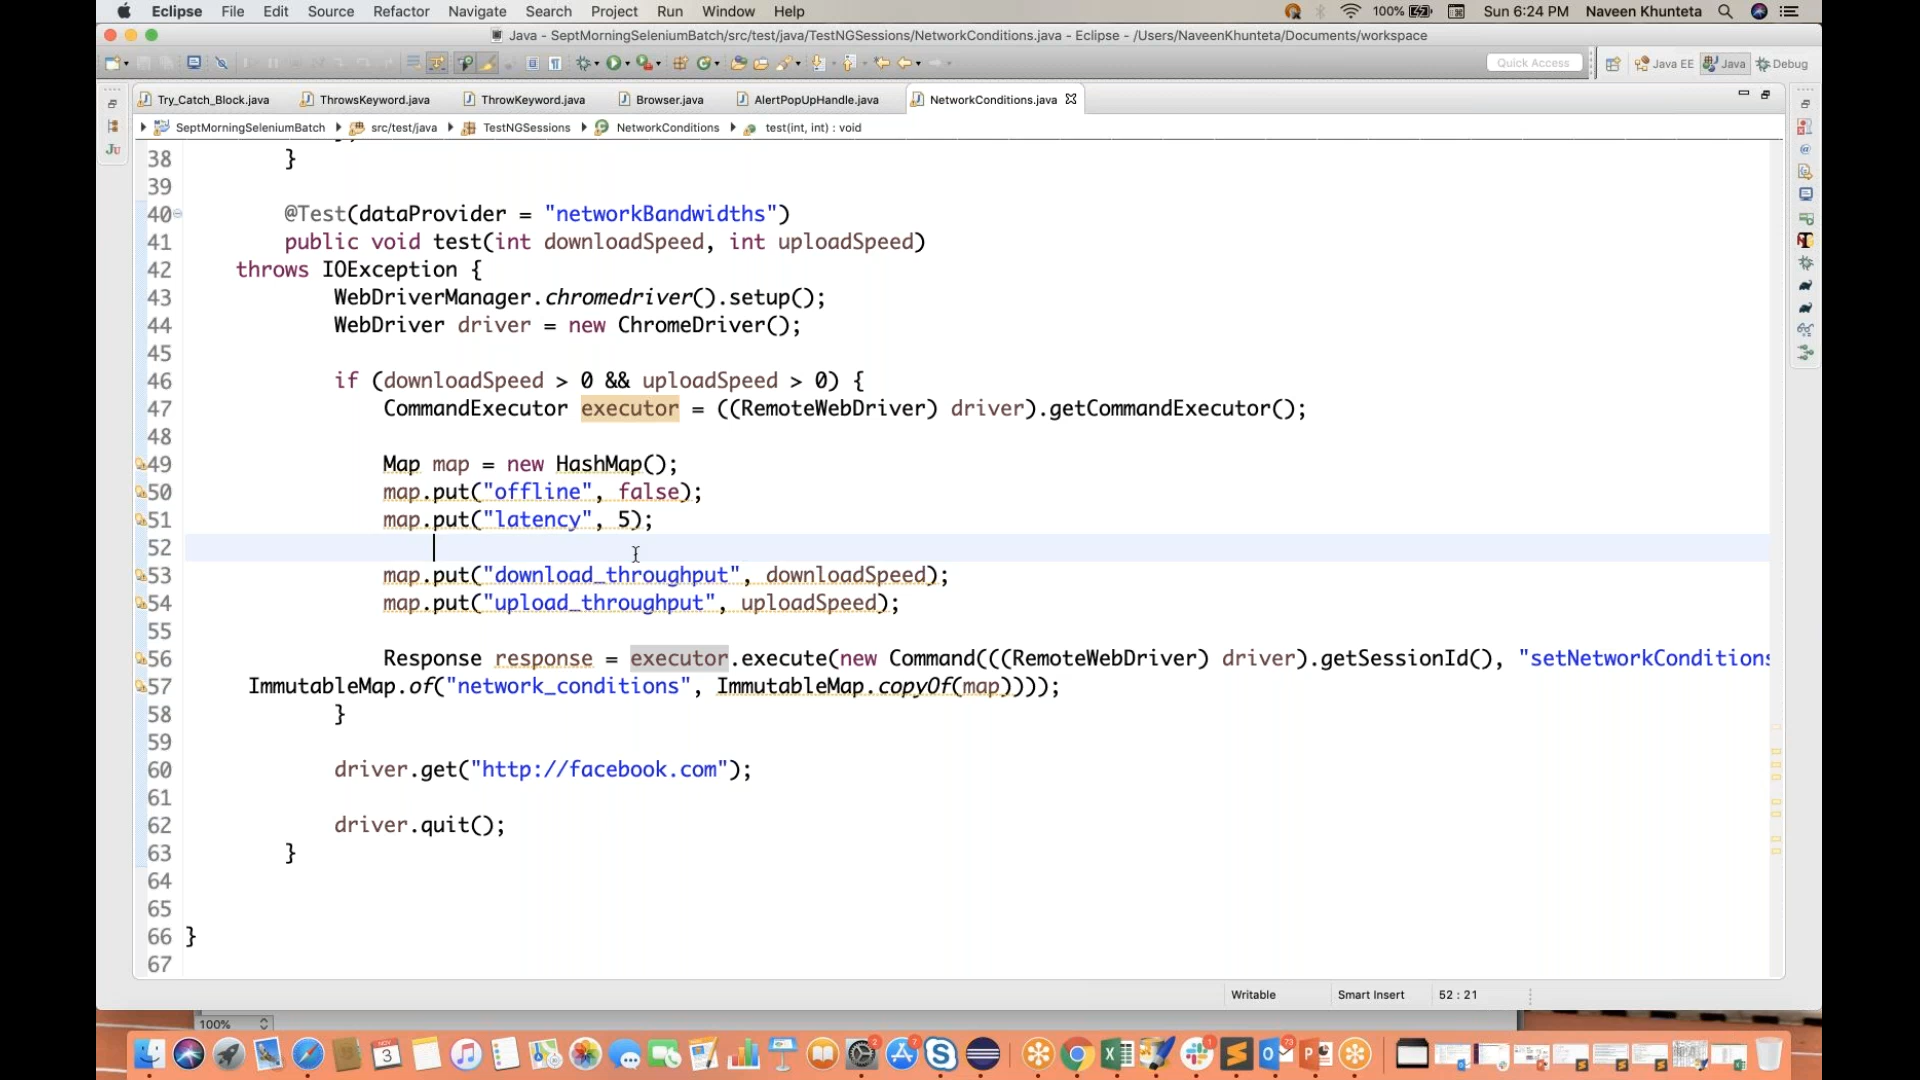 Eclipse File Edit Source Refactor Navigate Search Project Run Window Help 100% Sun 6:24 PM Naveen Khunteta
Java - SeptMorningSeleniumBatch/src/test/java/TestNGSessions/NetworkConditions.java - Eclipse - /Users/NaveenKhunteta/Documents/workspace
Quick Access Java EE Java Debug
Try_Catch_Block.java ThrowsKeyword.java ThrowKeyword.java Browser.java AlertPopUpHandle.java NetworkConditions.java
SeptMorningSeleniumBatch src/test/java TestNGSessions NetworkConditions test(int, int) : void
38 }
39
40 @Test(dataProvider = "networkBandwidths")
41 public void test(int downloadSpeed, int uploadSpeed)
42 throws IOException {
43 WebDriverManager.chromedriver().setup();
44 WebDriver driver = new ChromeDriver();
45
46 if (downloadSpeed > 0 && uploadSpeed > 0) {
47 CommandExecutor executor = ((RemoteWebDriver) driver).getCommandExecutor();
48
49 Map map = new HashMap();
50 map.put("offline", false);
51 map.put("latency", 5);
52
53 map.put("download_throughput", downloadSpeed);
54 map.put("upload_throughput", uploadSpeed);
55
56 Response response = executor.execute(new Command(((RemoteWebDriver) driver).getSessionId(), "setNetworkConditions
57 ImmutableMap.of("network_conditions", ImmutableMap.copyOf(map))));
58 }
59
60 driver.get("http://facebook.com");
61
62 driver.quit();
63 }
64
65
66 }
67
Writable Smart Insert 52 : 21
100%
NOV 3